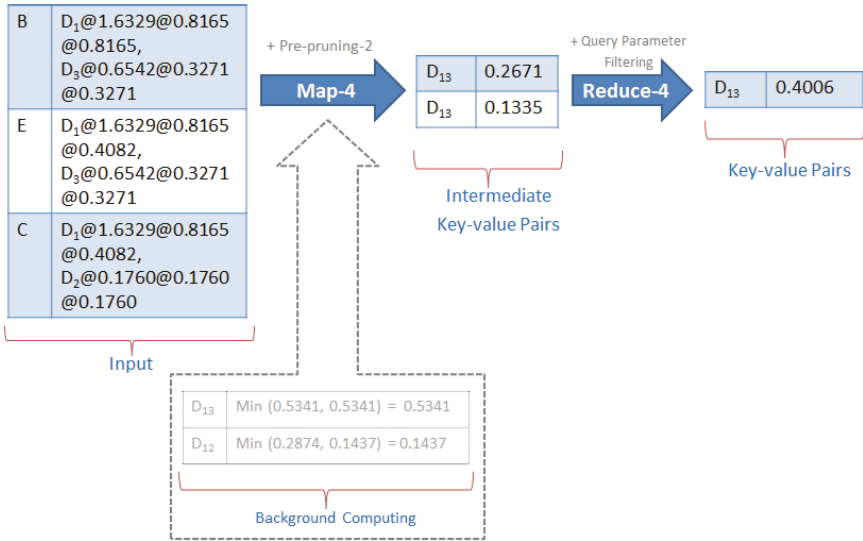 B D₁@1.6329@0.8165
@0.8165,
D₃@0.6542@0.3271
@0.3271
E D₁@1.6329@0.8165
@0.4082,
D₃@0.6542@0.3271
@0.3271
C D₁@1.6329@0.8165
@0.4082,
D₂@0.1760@0.1760
@0.1760
Input
+ Pre-pruning-2
Map-4
D₁₃ 0.2671
D₁₃ 0.1335
Intermediate
Key-value Pairs
+ Query Parameter
Filtering
Reduce-4
D₁₃ 0.4006
Key-value Pairs
D₁₃ Min (0.5341, 0.5341) = 0.5341
D₁₂ Min (0.2874, 0.1437) =0.1437
Background Computing